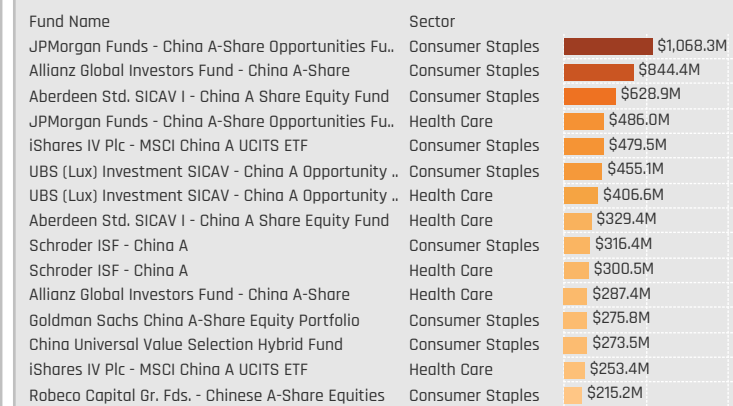 Fund Name Sector
JPMorgan Funds - China A-Share Opportunities Fu.. Consumer Staples $1,068.3M
Allianz Global Investors Fund - China A-Share Consumer Staples $844.4M
Aberdeen Std. SICAV I - China A Share Equity Fund Consumer Staples $628.9M
JPMorgan Funds - China A-Share Opportunities Fu.. Health Care $486.0M
iShares IV Plc - MSCI China A UCITS ETF Consumer Staples $479.5M
UBS (Lux) Investment SICAV - China A Opportunity .. Consumer Staples $455.1M
UBS (Lux) Investment SICAV - China A Opportunity .. Health Care $406.6M
Aberdeen Std. SICAV I - China A Share Equity Fund Health Care $329.4M
Schroder ISF - China A Consumer Staples $316.4M
Schroder ISF - China A Health Care $300.5M
Allianz Global Investors Fund - China A-Share Health Care $287.4M
Goldman Sachs China A-Share Equity Portfolio Consumer Staples $275.8M
China Universal Value Selection Hybrid Fund Consumer Staples $273.5M
iShares IV Plc - MSCI China A UCITS ETF Health Care $253.4M
Robeco Capital Gr. Fds. - Chinese A-Share Equities Consumer Staples $215.2M